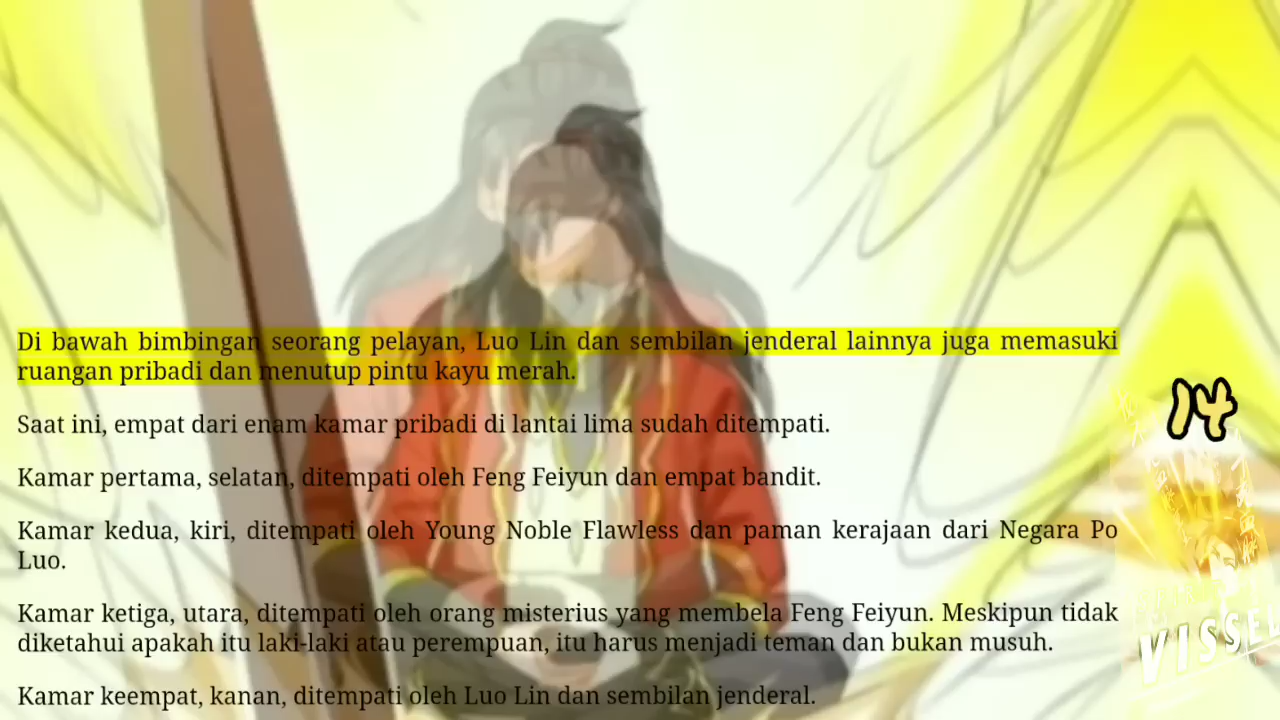 Di bawah bimbingan seorang pelayan, Luo Lin dan sembilan jenderal lainnya juga memasuki
ruangan pribadi dan menutup pintu kayu merah.
Saat ini, empat dari enam kamar pribadi di lantai lima sudah ditempati.
Kamar pertama, selatan, ditempati oleh Feng Feiyun dan empat bandit.
Kamar kedua, kiri, ditempati oleh Young Noble Flawless dan paman kerajaan dari Negara Po
Luo.
Kamar ketiga, utara, ditempati oleh orang misterius yang membela Feng Feiyun. Meskipun tidak
diketahui apakah itu laki-laki atau perempuan, itu harus menjadi teman dan bukan musuh.
Kamar keempat, kanan, ditempati oleh Luo Lin dan sembilan jenderal.
14